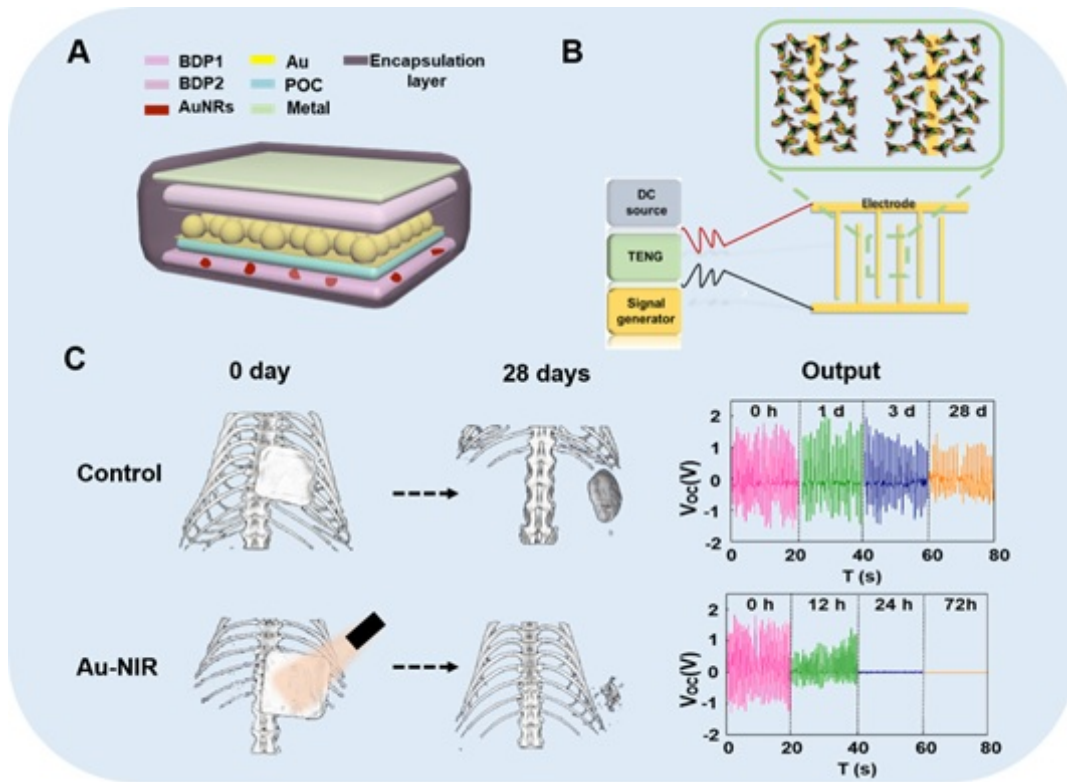 A
BDP1
Au
Encapsulation
layer
BDP2
POC
AuNRs
Metal
B
DC
source
TENG
Signal
generator
Electrode
C
0 day
28 days
Output
Control
2
1
0
-1
-2
Voc(V)
0 h
1 d
3 d
28 d
0
20
40
60
80
T (s)
Au-NIR
2
1
0
-1
-2
Voc(V)
0 h
12 h
24 h
72h
0
20
40
60
80
T (s)